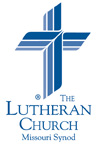 ® THE
LUTHERAN
CHURCH
Missouri Synod